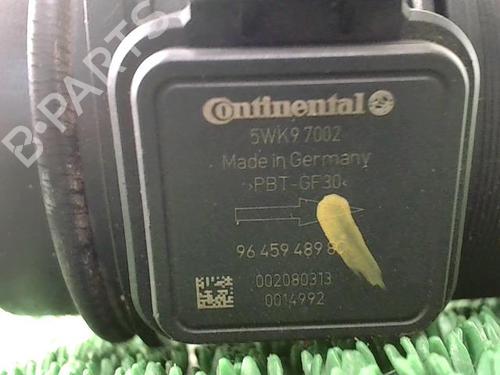 Continental
5WK9 7002
Made in Germany
>PBT-GF30<
96 459 489 80
002080313
0014992
B-PARTS